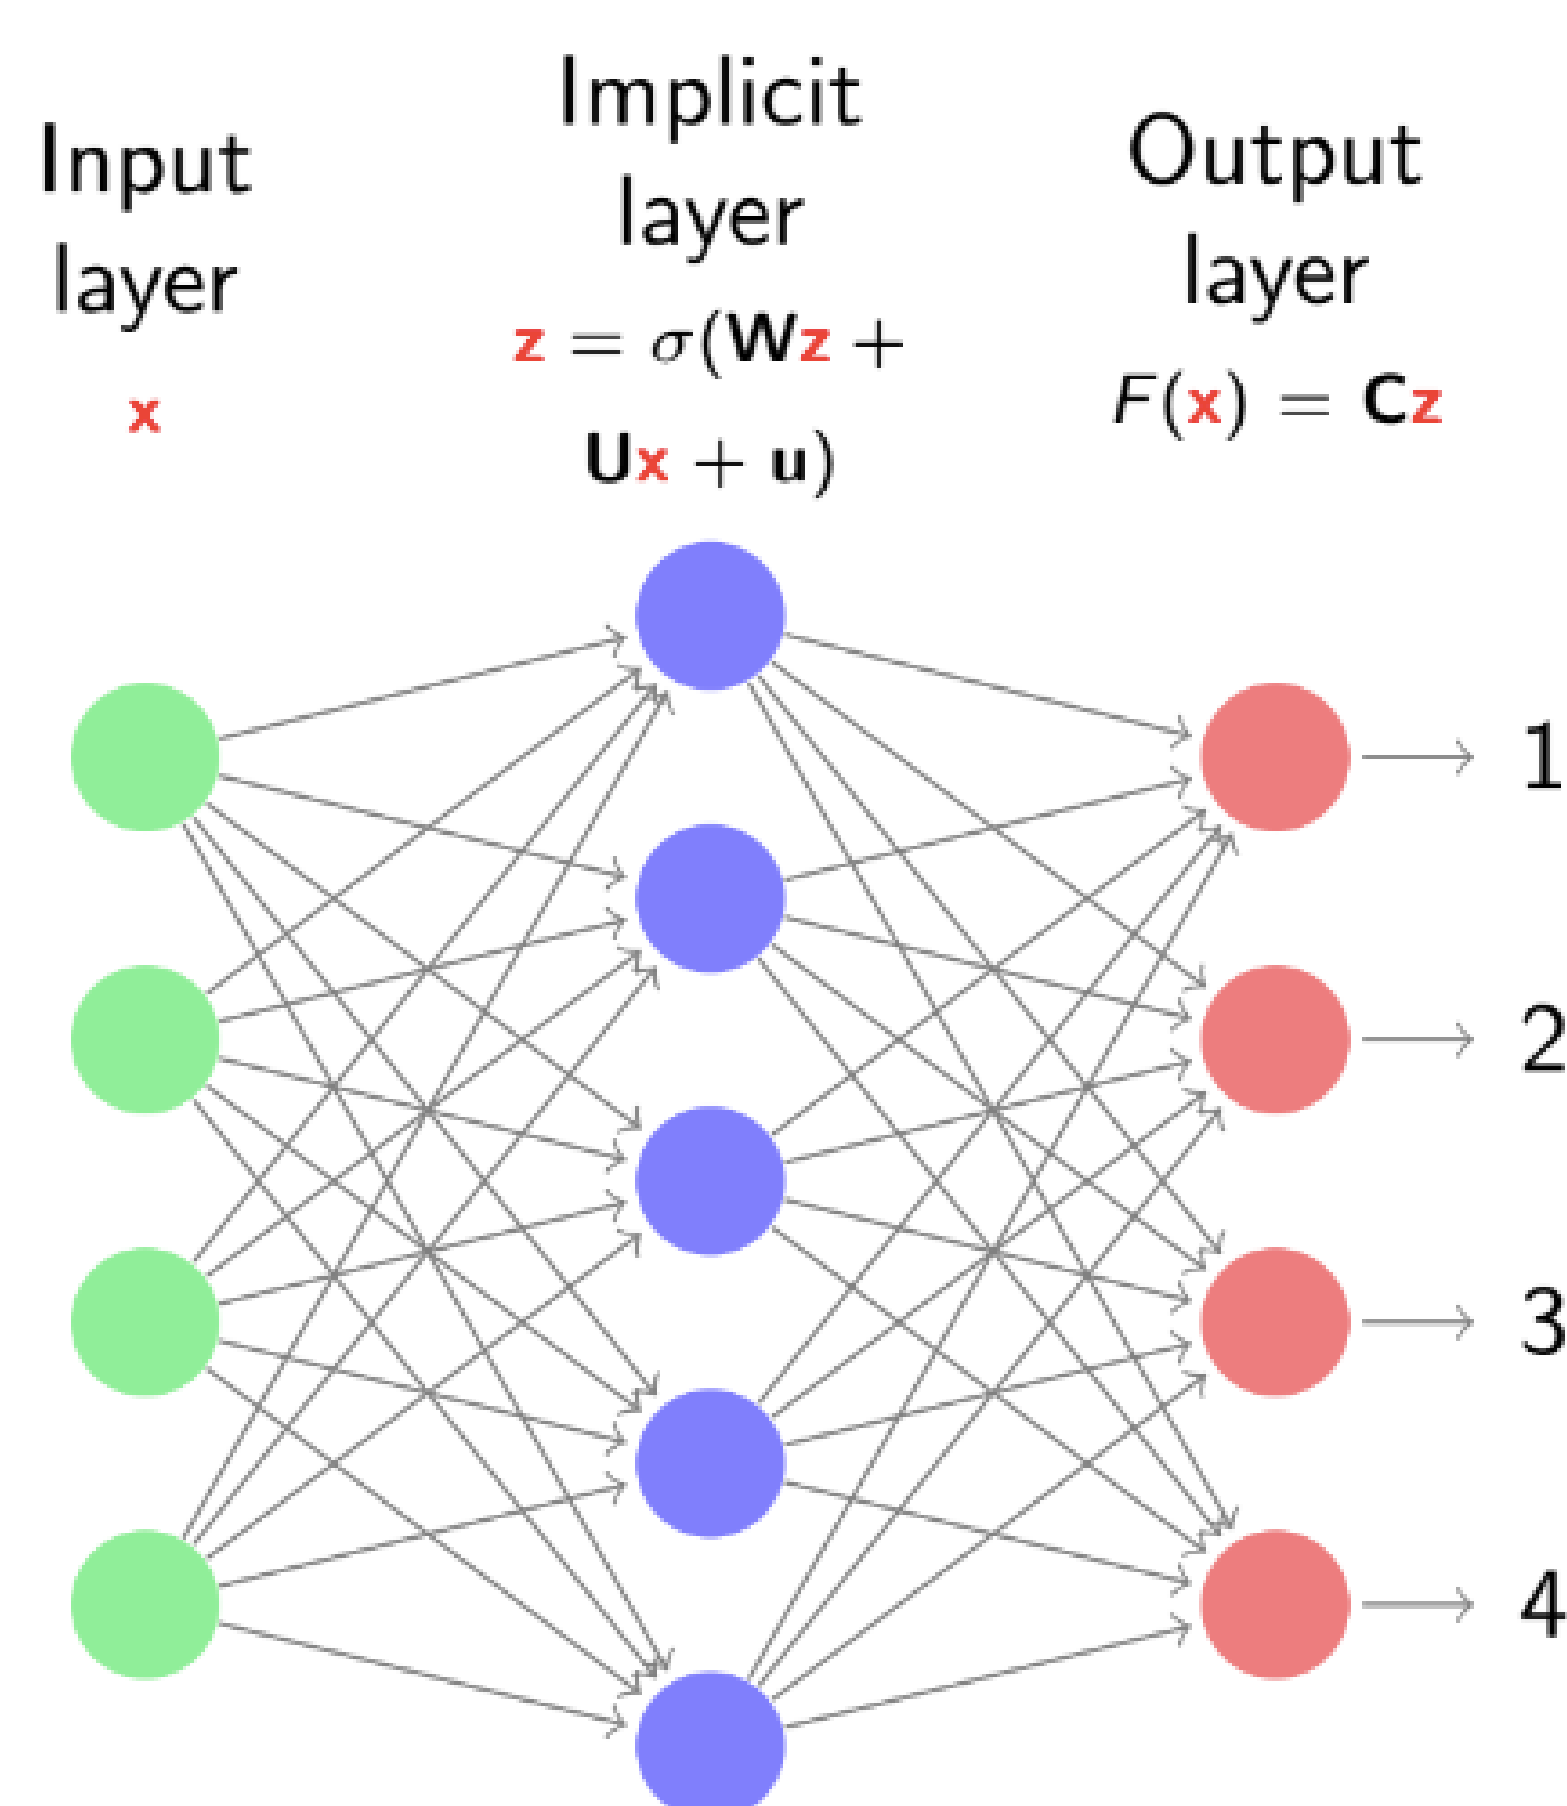 Input
layer
x
Implicit
layer
z = σ(Wz +
Ux + u)
Output
layer
F(x) = Cz
1
2
3
4